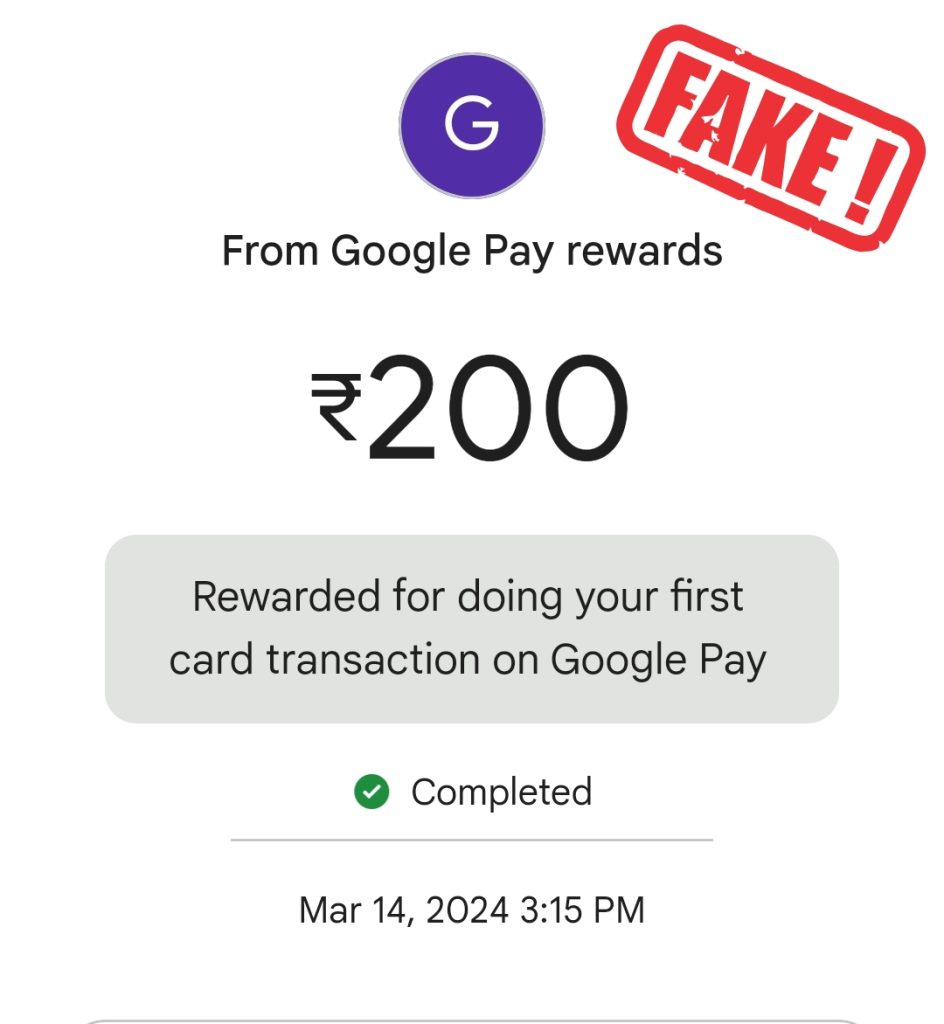 G
FAKE!
From Google Pay rewards
₹200
Rewarded for doing your first
card transaction on Google Pay
Completed
Mar 14, 2024 3:15 PM